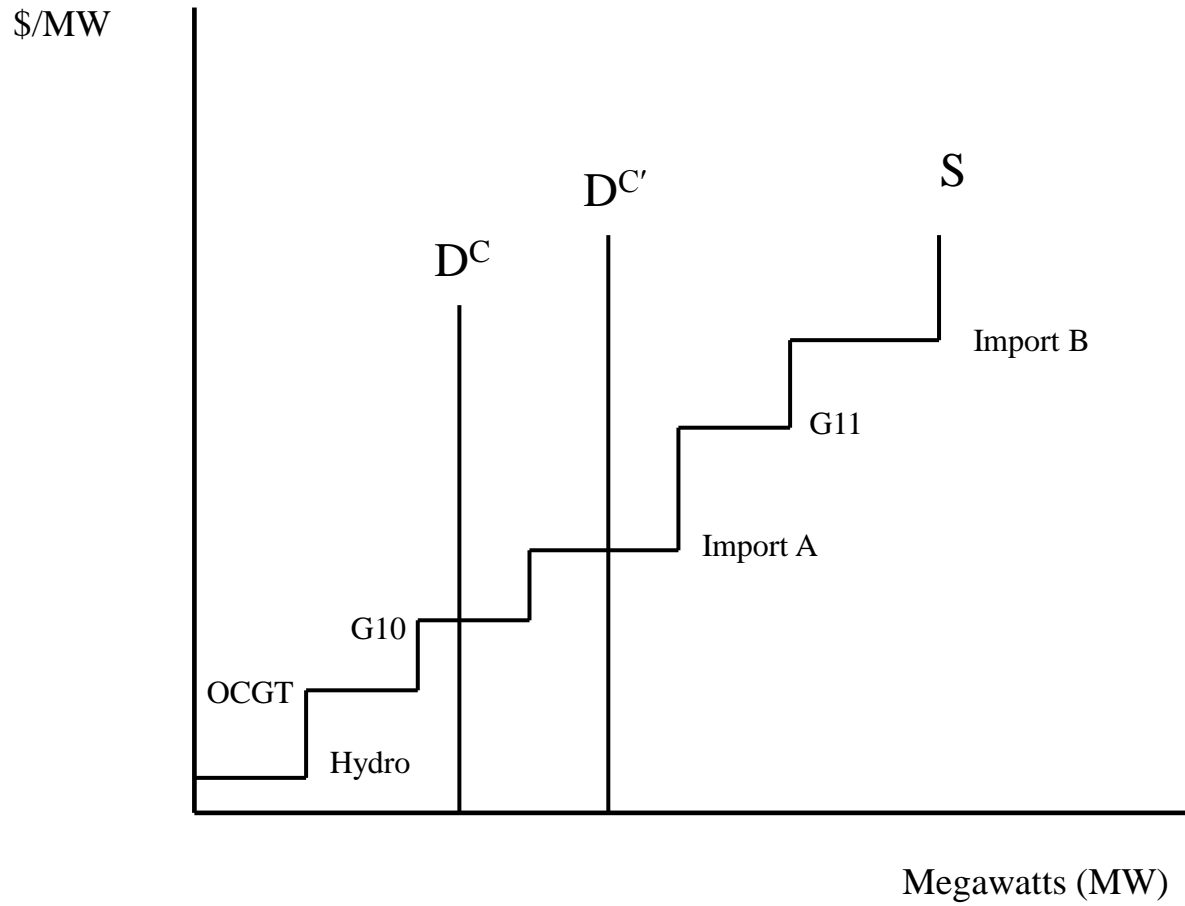 $/MW
S
D^C′
D^C
Import B
G11
Import A
G10
OCGT
Hydro
Megawatts (MW)